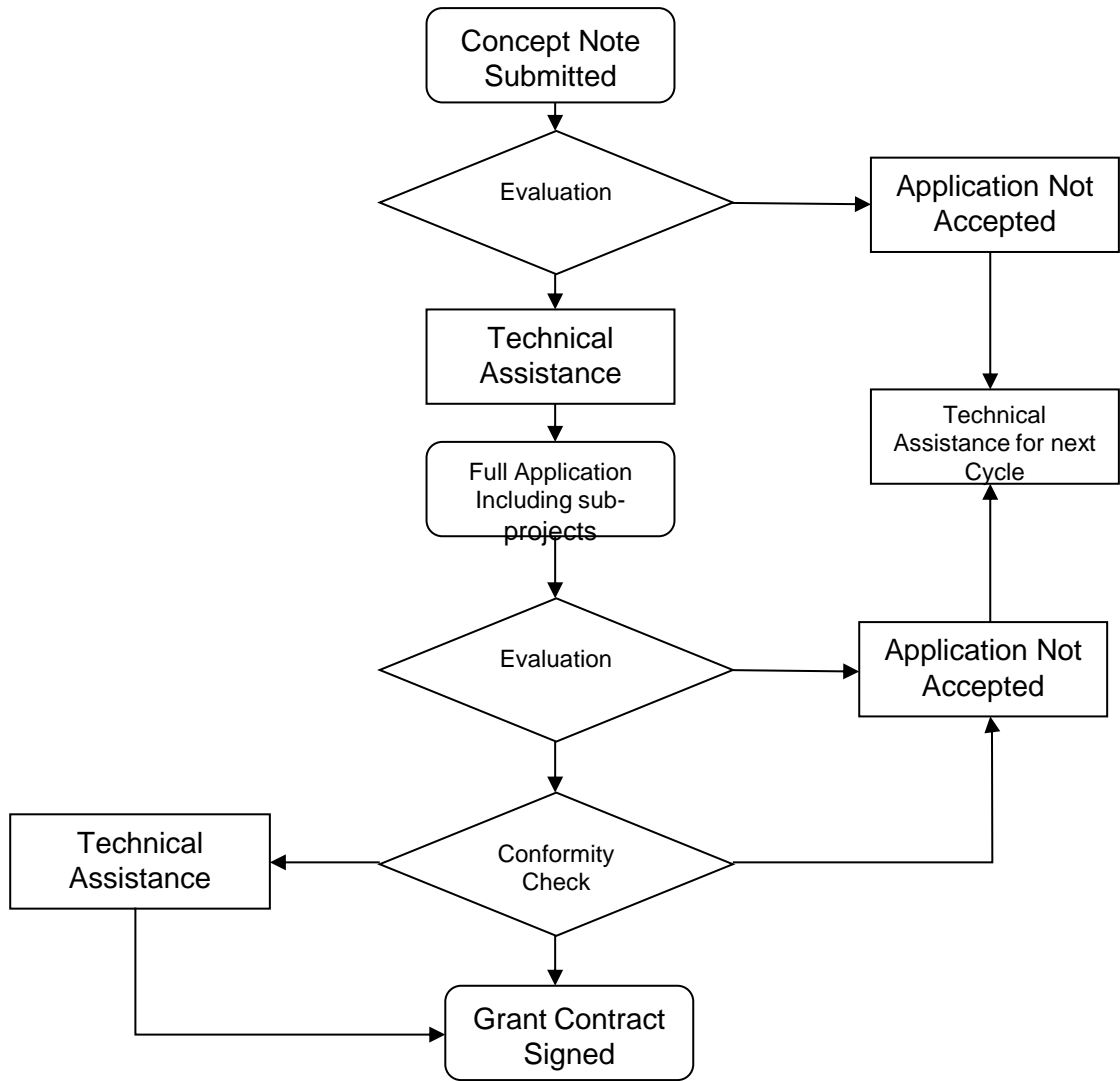 Concept Note
Submitted
Evaluation
Application Not
Accepted
Technical
Assistance
Technical
Assistance for next
Cycle
Full Application
Including sub-
projects
Evaluation
Application Not
Accepted
Technical
Assistance
Conformity
Check
Grant Contract
Signed